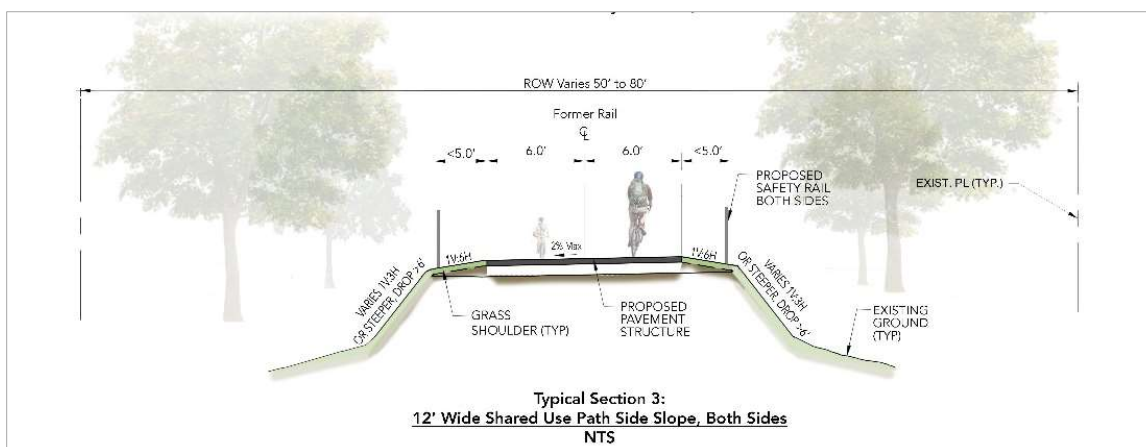 ROW Varies 50' to 80'
Former Rail
℄
<5.0'
6.0'
6.0'
<5.0'
PROPOSED
SAFETY RAIL
BOTH SIDES
EXIST. PL (TYP.)
2% Max
1V:6H
1V:6H
VARIES 1V:3H
OR STEEPER, DROP >6'
VARIES 1V:3H
OR STEEPER, DROP >6'
GRASS
SHOULDER (TYP)
PROPOSED
PAVEMENT
STRUCTURE
EXISTING
GROUND
(TYP)
Typical Section 3:
12' Wide Shared Use Path Side Slope, Both Sides
NTS